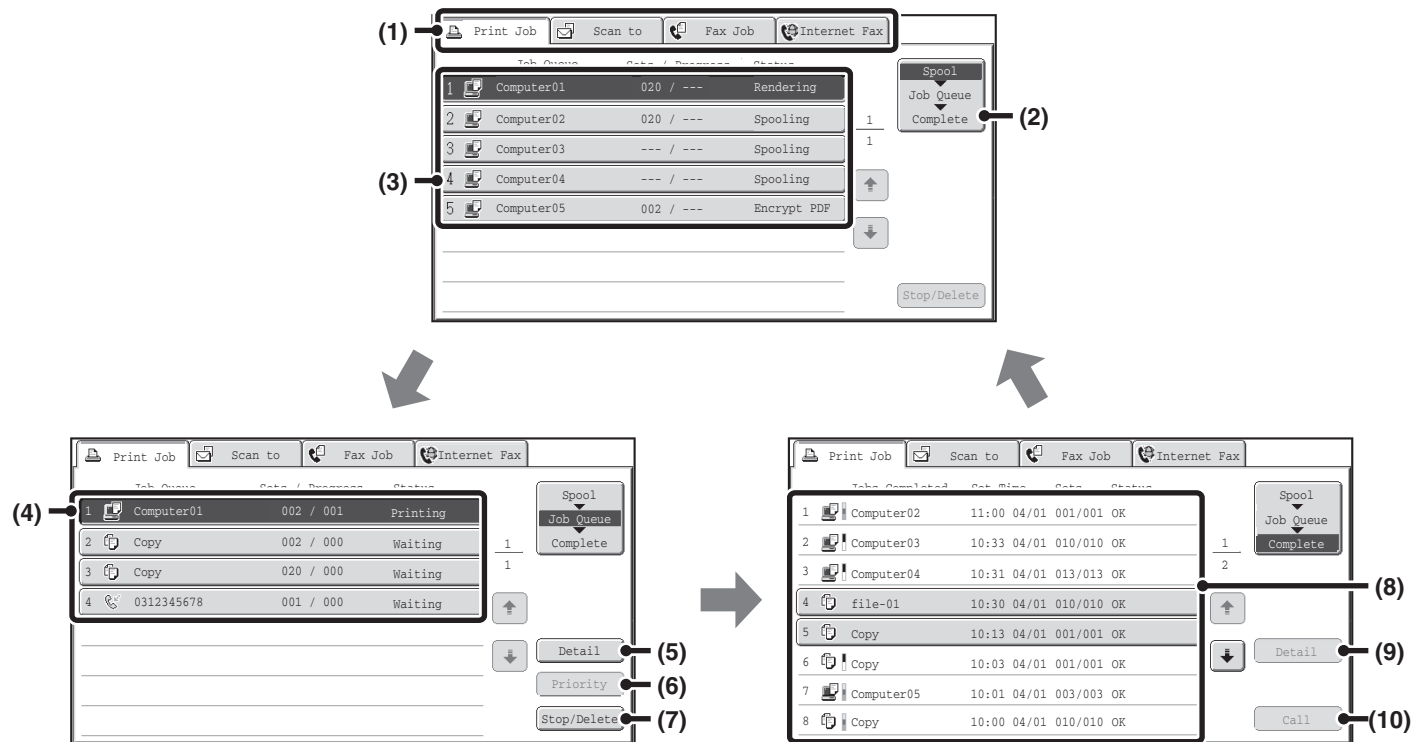 (1) Print Job Scan to Fax Job Internet Fax
Job Queue Sets / Progress Status
1 Computer01 020 / --- Rendering
2 Computer02 020 / --- Spooling
3 Computer03 --- / --- Spooling
(3) 4 Computer04 --- / --- Spooling
5 Computer05 002 / --- Encrypt PDF
1
1
Spool
Job Queue
Complete (2)
Stop/Delete
Print Job Scan to Fax Job Internet Fax
Job Queue Sets / Progress Status
(4) 1 Computer01 002 / 001 Printing
2 Copy 002 / 000 Waiting
3 Copy 020 / 000 Waiting
4 0312345678 001 / 000 Waiting
1
1
Spool
Job Queue
Complete
Detail (5)
Priority (6)
Stop/Delete (7)
Print Job Scan to Fax Job Internet Fax
Jobs Completed Set Time Sets Status
1 Computer02 11:00 04/01 001/001 OK
2 Computer03 10:33 04/01 010/010 OK
3 Computer04 10:31 04/01 013/013 OK
4 file-01 10:30 04/01 010/010 OK
5 Copy 10:13 04/01 001/001 OK
6 Copy 10:03 04/01 001/001 OK
7 Computer05 10:01 04/01 003/003 OK
8 Copy 10:00 04/01 010/010 OK
1
2
Spool
Job Queue
Complete
(8)
Detail (9)
Call (10)